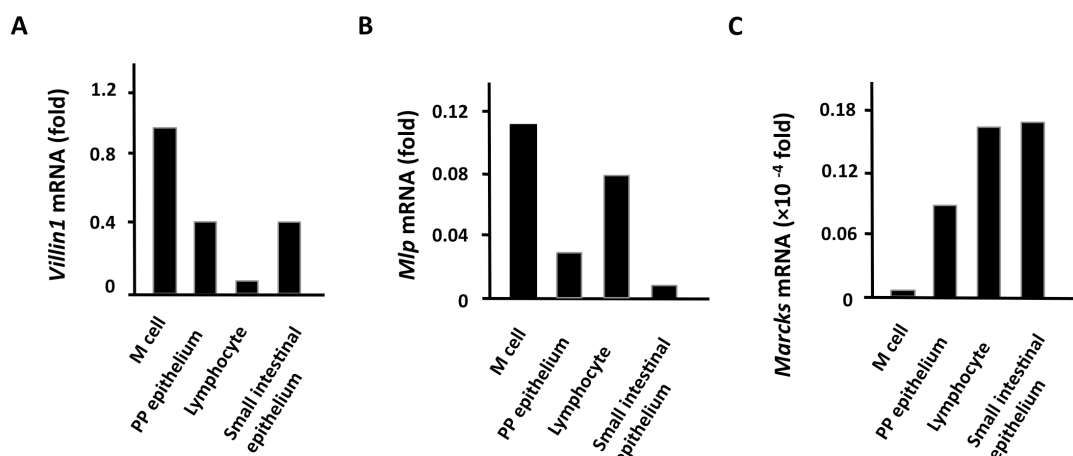 A
B
C
Villin1 mRNA (fold)
1.2
0.8
0.4
0
M cell
PP epithelium
Lymphocyte
Small intestinal
epithelium
Mlp mRNA (fold)
0.12
0.08
0.04
0
M cell
PP epithelium
Lymphocyte
Small intestinal
epithelium
Marcks mRNA (×10 -4 fold)
0.18
0.12
0.06
0
M cell
PP epithelium
Lymphocyte
Small intestinal
epithelium